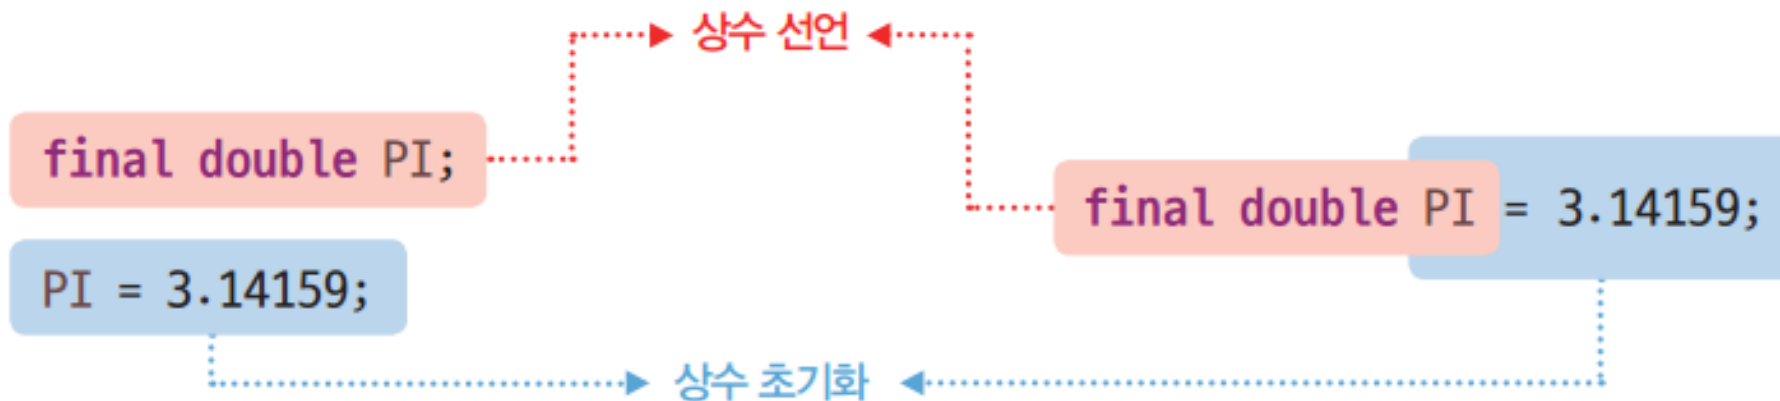 상수 선언
final double PI;
PI = 3.14159;
final double PI = 3.14159;
상수 초기화